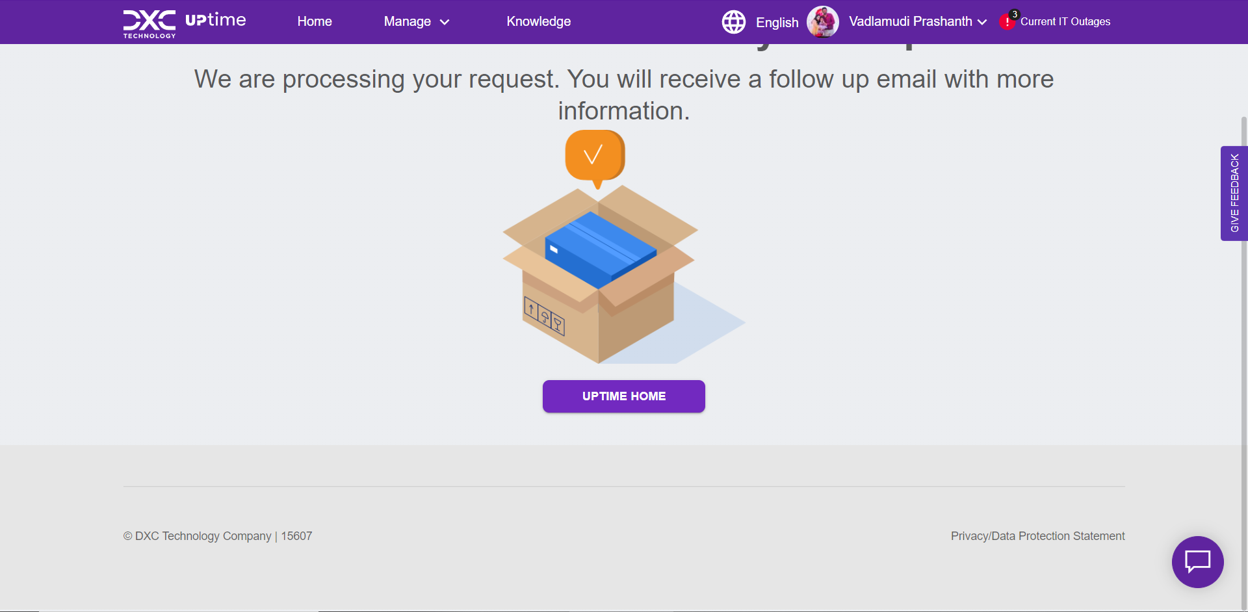 DXC TECHNOLOGY UPtime Home Manage Knowledge English Vadlamudi Prashanth 3 Current IT Outages
We are processing your request. You will receive a follow up email with more
information.
GIVE FEEDBACK
UPTIME HOME
© DXC Technology Company | 15607 Privacy/Data Protection Statement